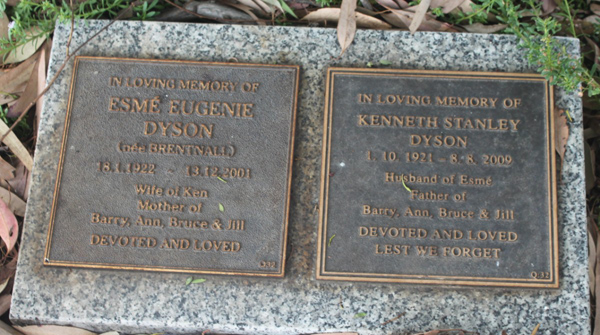 IN LOVING MEMORY OF
ESMÉ EUGENIE
DYSON
(née BRENTNALL)
18.1.1922 - 13.12.2001
Wife of Ken
Mother of
Barry, Ann, Bruce & Jill
DEVOTED AND LOVED
Q32
IN LOVING MEMORY OF
KENNETH STANLEY
DYSON
1. 10. 1921 - 8. 8. 2009
Husband of Esmé
Father of
Barry, Ann, Bruce & Jill
DEVOTED AND LOVED
LEST WE FORGET
Q.32